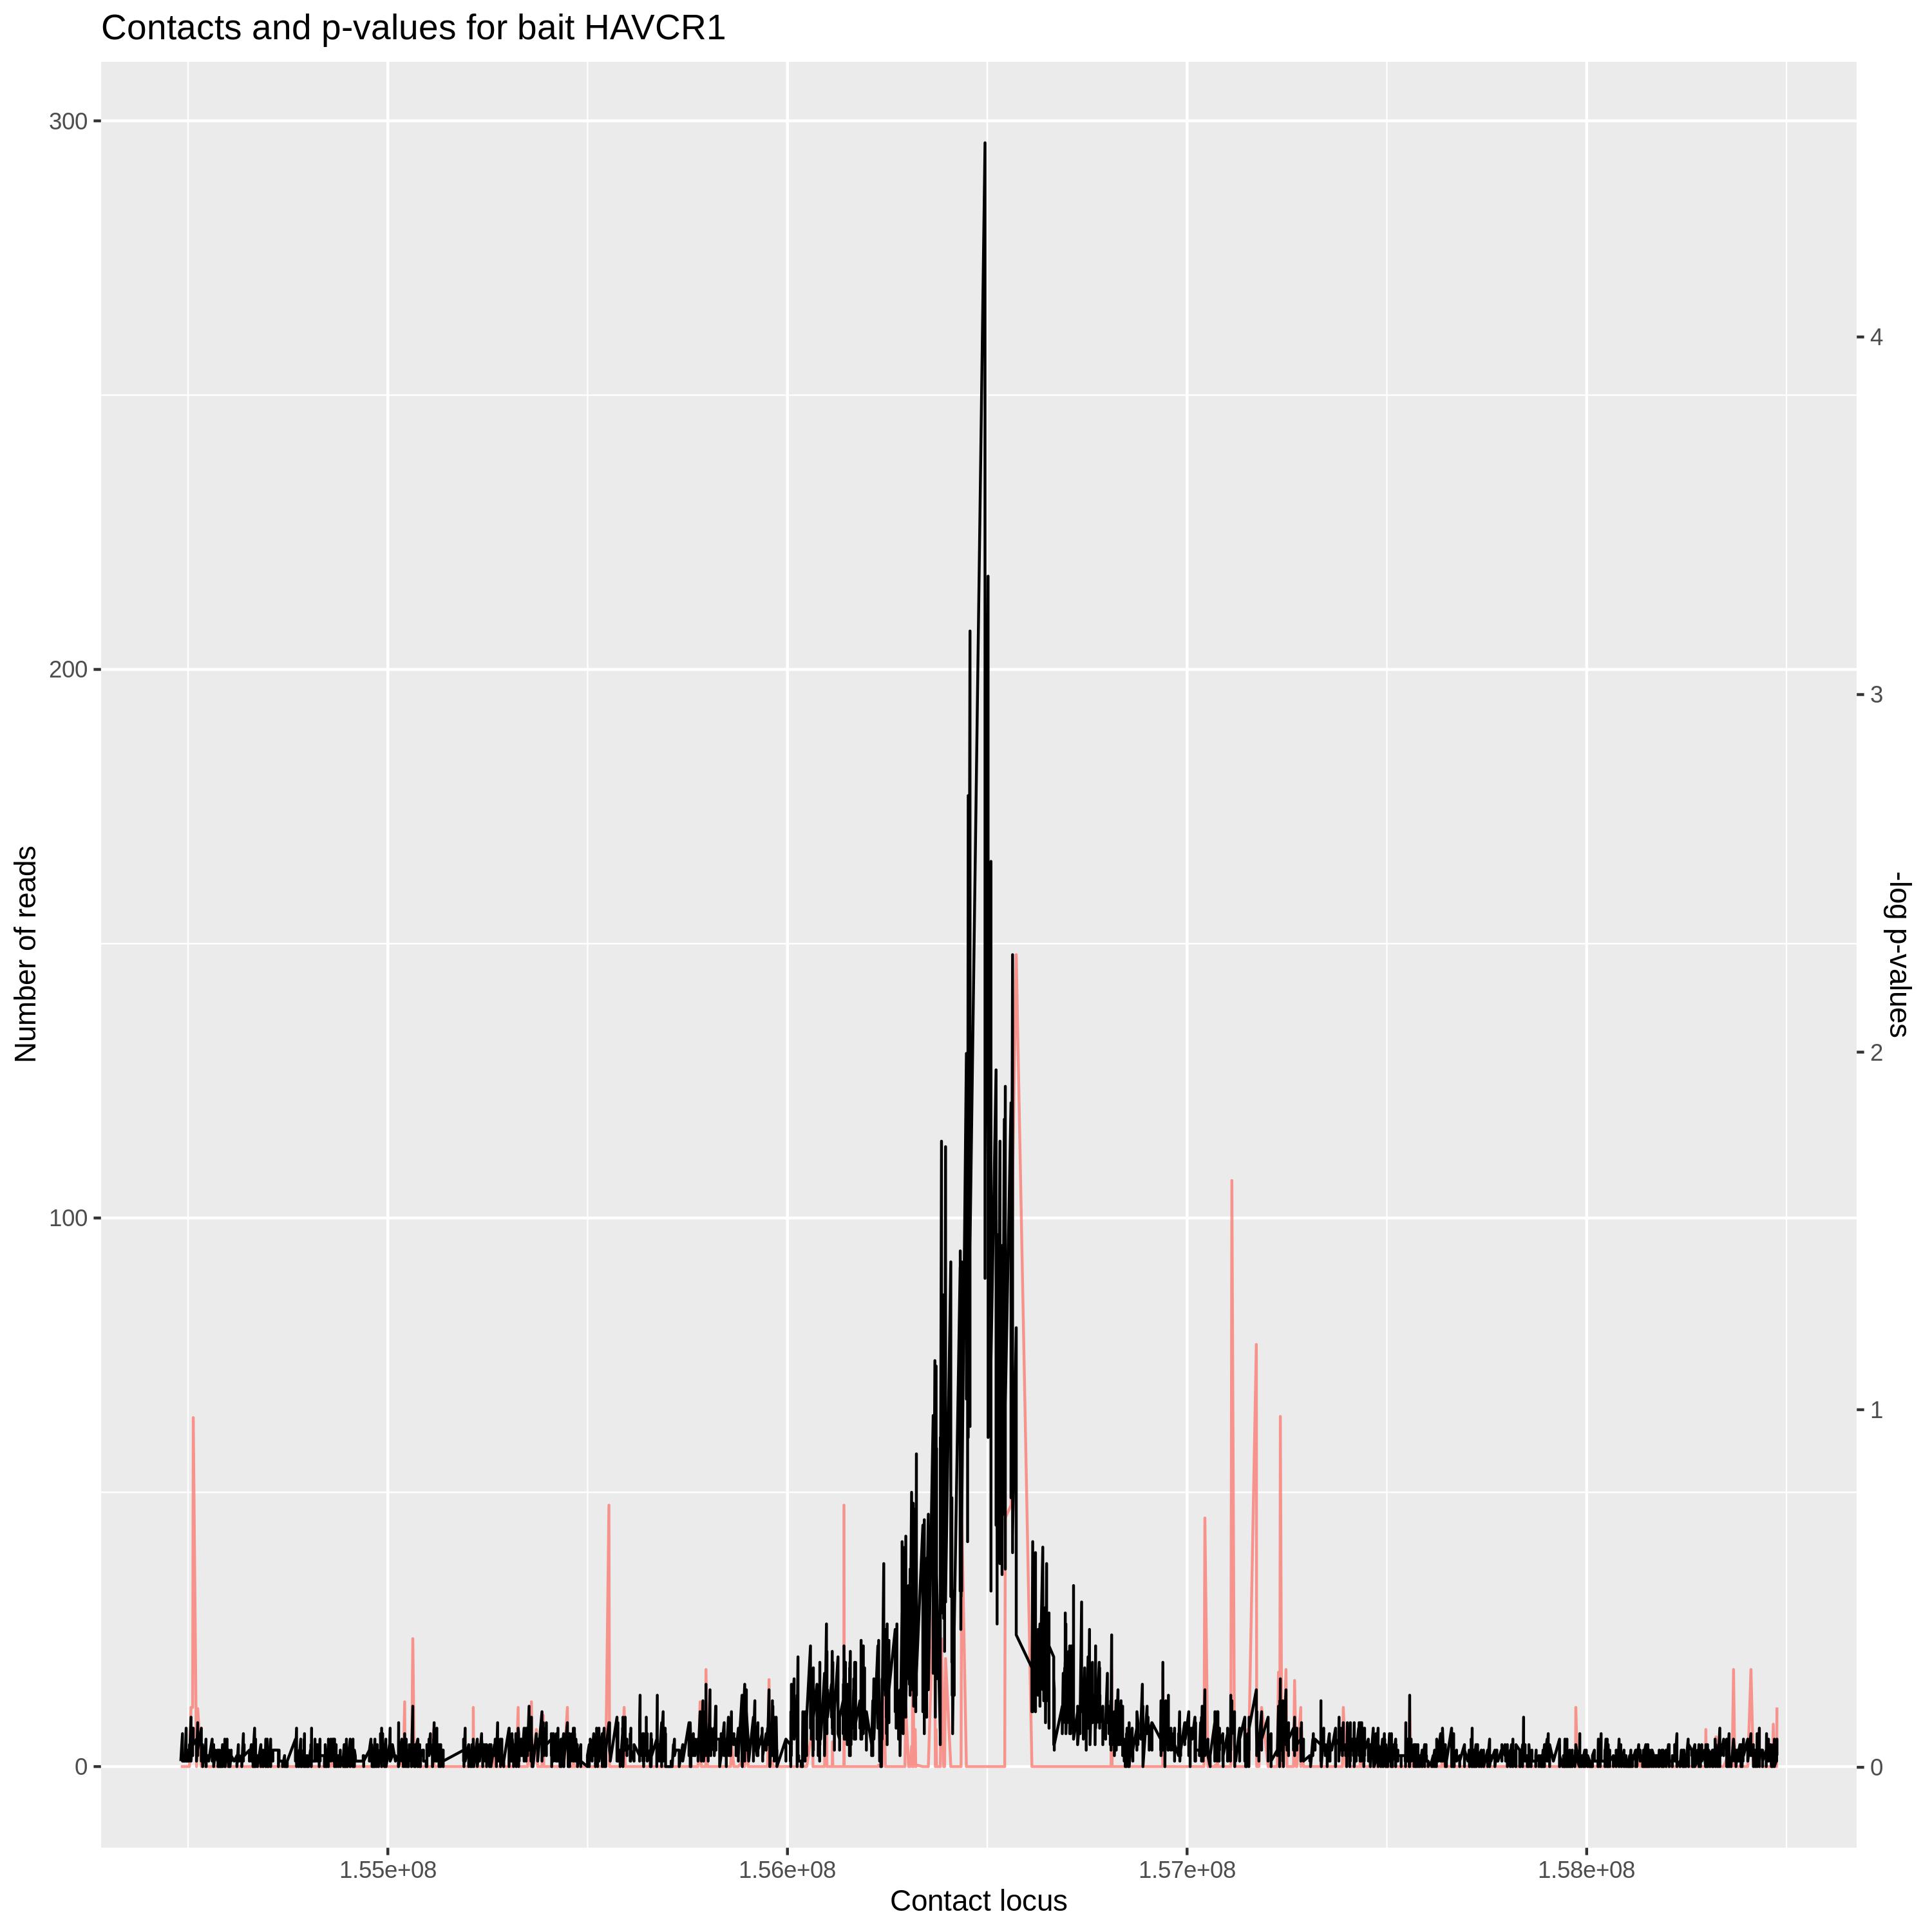 Contacts and p-values for bait HAVCR1
300
200
100
0
Number of reads
4
3
2
1
0
-log p-values
1.55e+08
1.56e+08
1.57e+08
1.58e+08
Contact locus